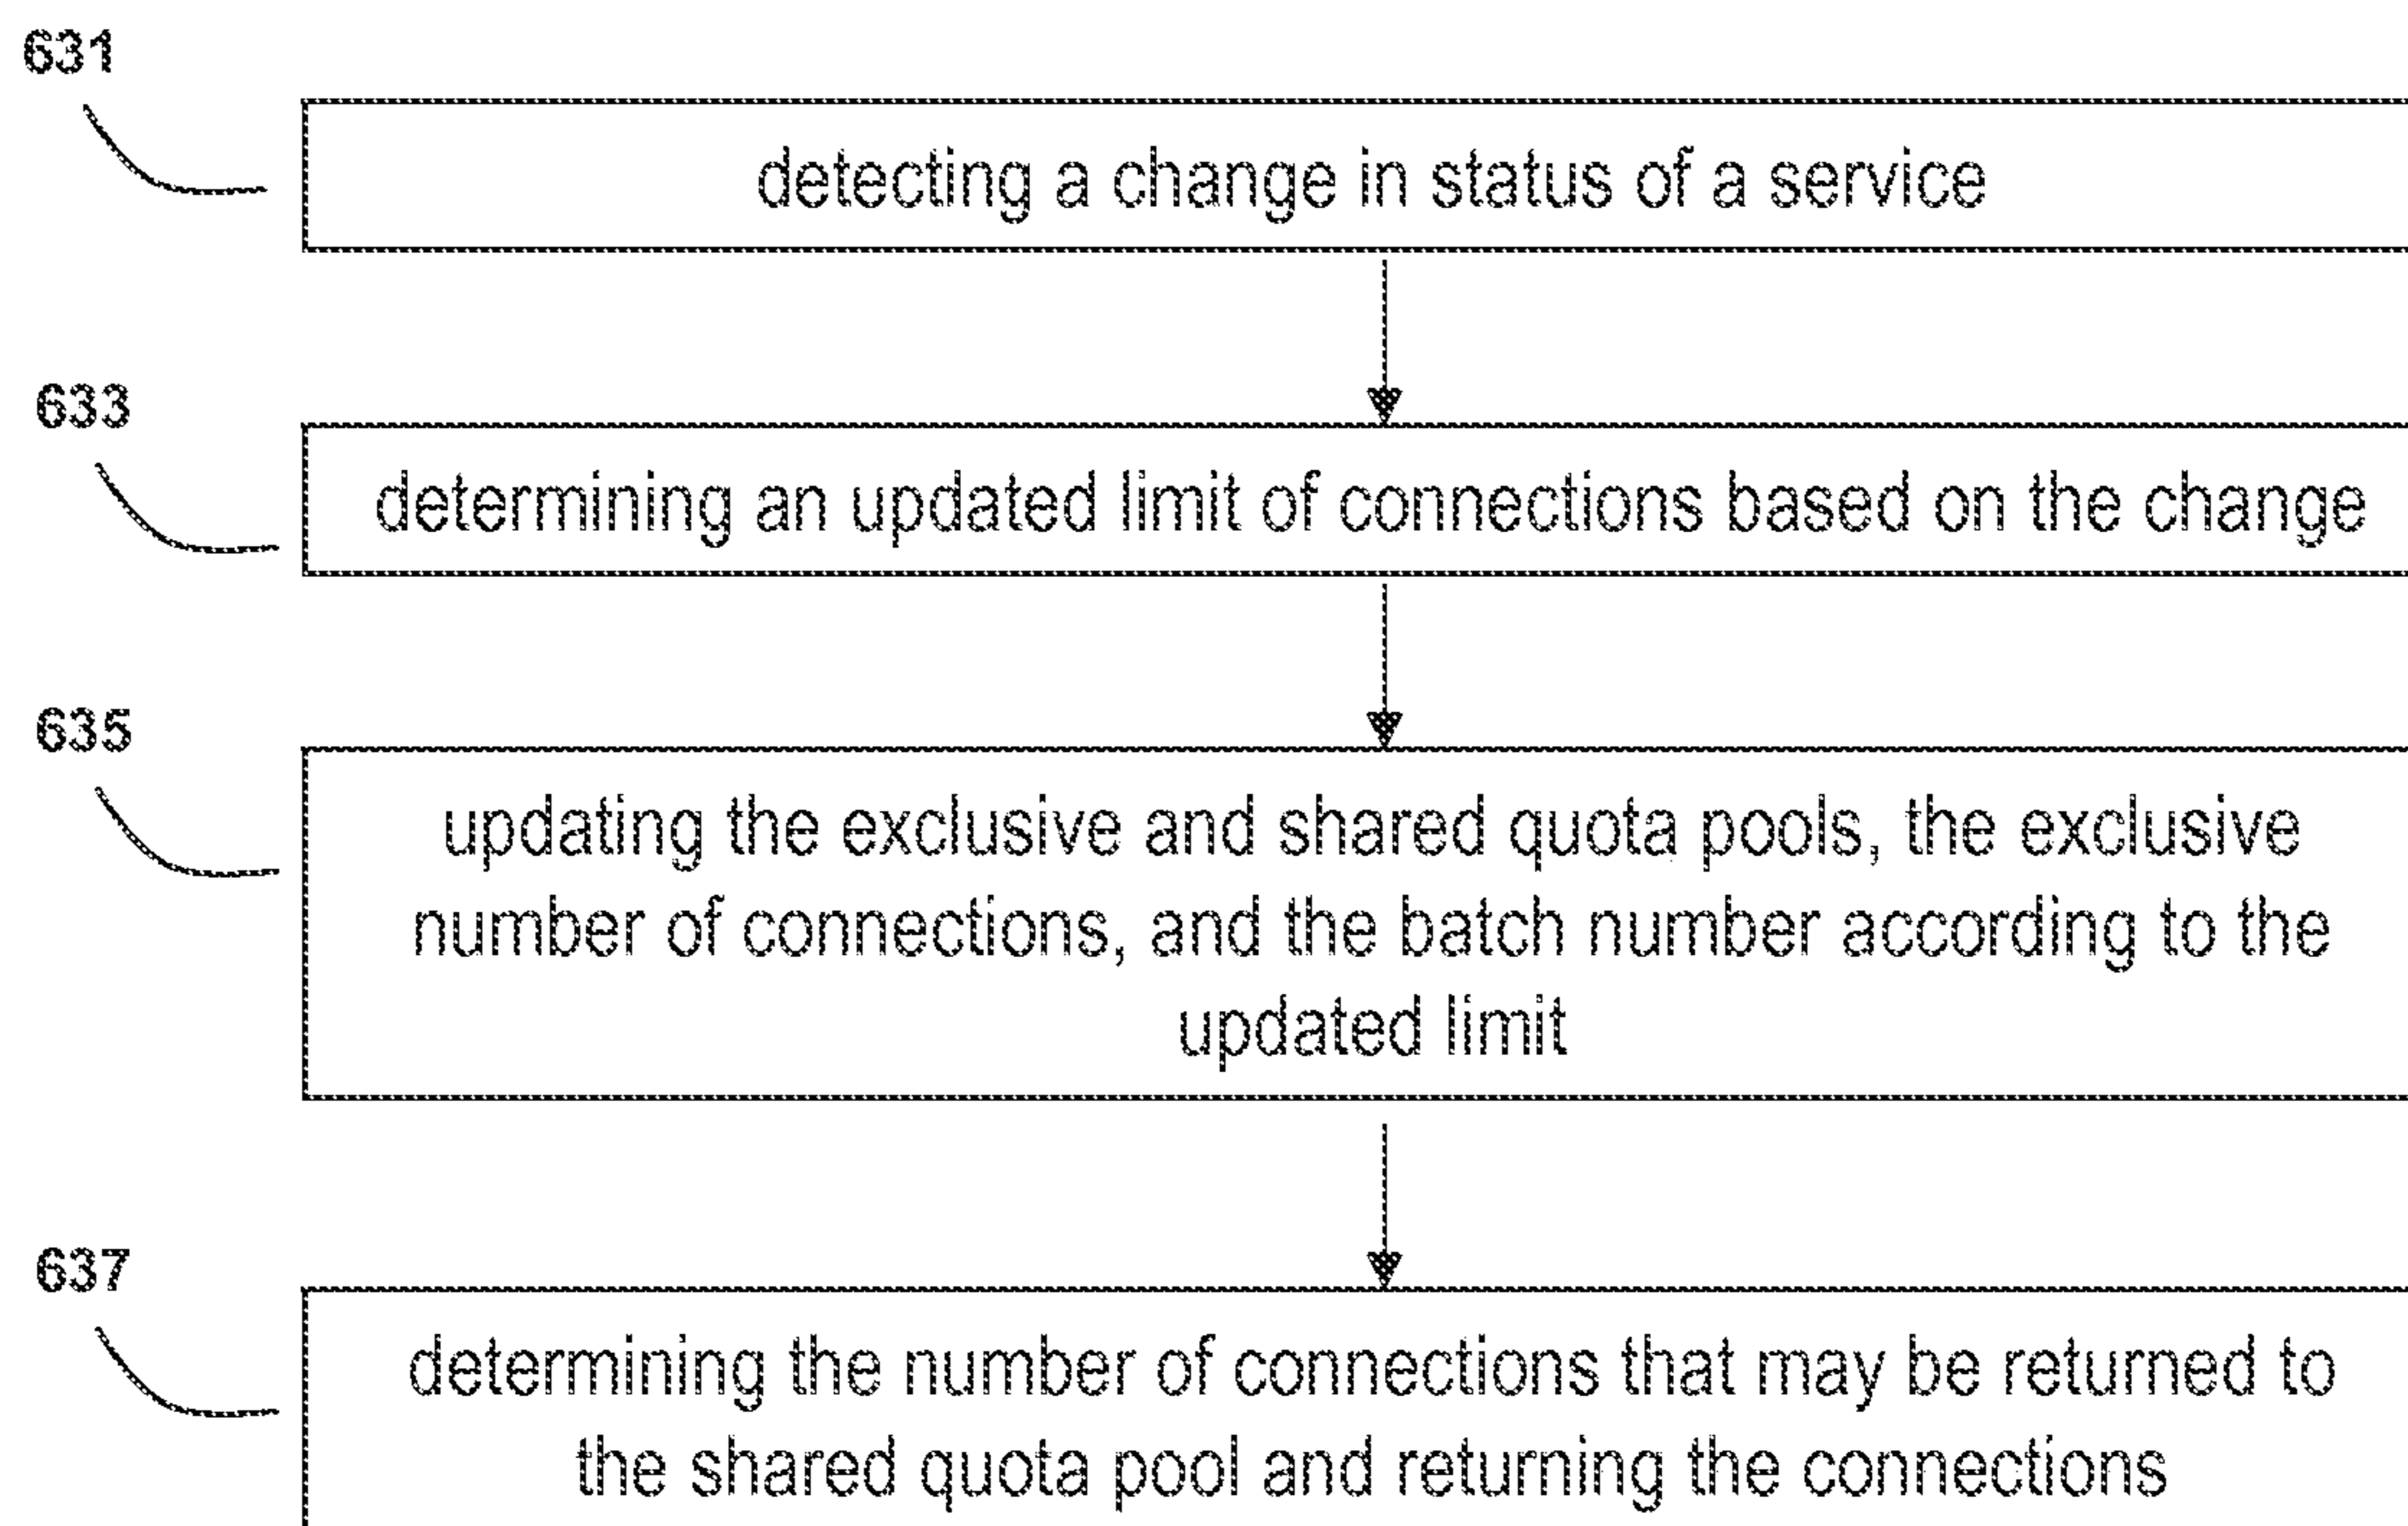 631
detecting a change in status of a service
633
determining an updated limit of connections based on the change
635
updating the exclusive and shared quota pools, the exclusive
number of connections, and the batch number according to the
updated limit
637
determining the number of connections that may be returned to
the shared quota pool and returning the connections